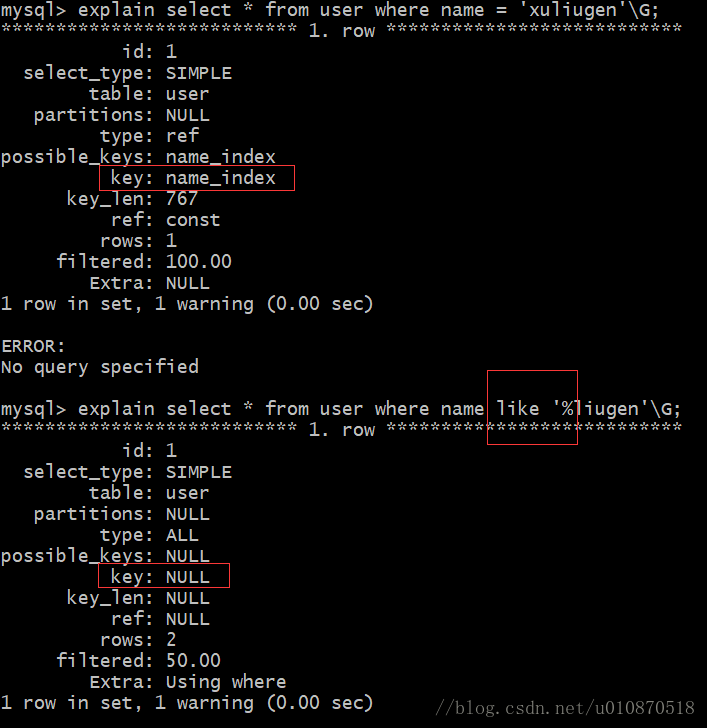 mysql> explain select * from user where name = 'xuliugen'\G;
*************************** 1. row ***************************
id: 1
select_type: SIMPLE
table: user
partitions: NULL
type: ref
possible_keys: name_index
key: name_index
key_len: 767
ref: const
rows: 1
filtered: 100.00
Extra: NULL
1 row in set, 1 warning (0.00 sec)
ERROR:
No query specified
mysql> explain select * from user where name like '%liugen'\G;
*************************** 1. row ***************************
id: 1
select_type: SIMPLE
table: user
partitions: NULL
type: ALL
possible_keys: NULL
key: NULL
key_len: NULL
ref: NULL
rows: 2
filtered: 50.00
Extra: Using where
1 row in set, 1 warning (0.00 sec)
//blog.csdn.net/u010870518